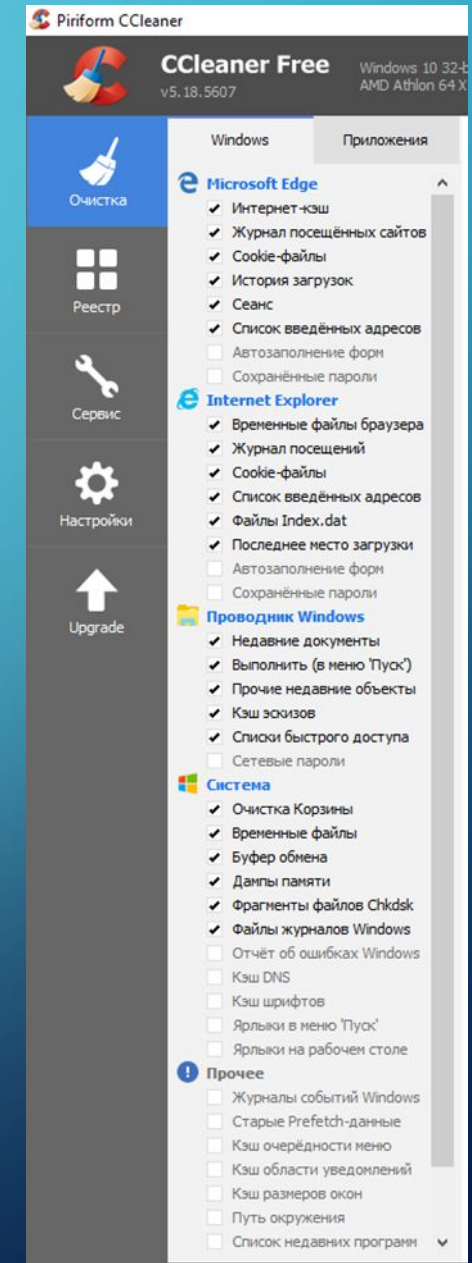 Piriform CCleaner
CCleaner Free
v5.18.5607
Windows 10 32-b
AMD Athlon 64 X
Очистка
Реестр
Сервис
Настройки
Upgrade
Windows
Приложения
Microsoft Edge
Интернет-кэш
Журнал посещённых сайтов
Cookie-файлы
История загрузок
Сеанс
Список введённых адресов
Автозаполнение форм
Сохранённые пароли
Internet Explorer
Временные файлы браузера
Журнал посещений
Cookie-файлы
Список введённых адресов
Файлы Index.dat
Последнее место загрузки
Автозаполнение форм
Сохранённые пароли
Проводник Windows
Недавние документы
Выполнить (в меню 'Пуск')
Прочие недавние объекты
Кэш эскизов
Списки быстрого доступа
Сетевые пароли
Система
Очистка Корзины
Временные файлы
Буфер обмена
Дампы памяти
Фрагменты файлов Chkdsk
Файлы журналов Windows
Отчёт об ошибках Windows
Кэш DNS
Кэш шрифтов
Ярлыки в меню 'Пуск'
Ярлыки на рабочем столе
Прочее
Журналы событий Windows
Старые Prefetch-данные
Кэш очерёдности меню
Кэш области уведомлений
Кэш размеров окон
Путь окружения
Список недавних программ